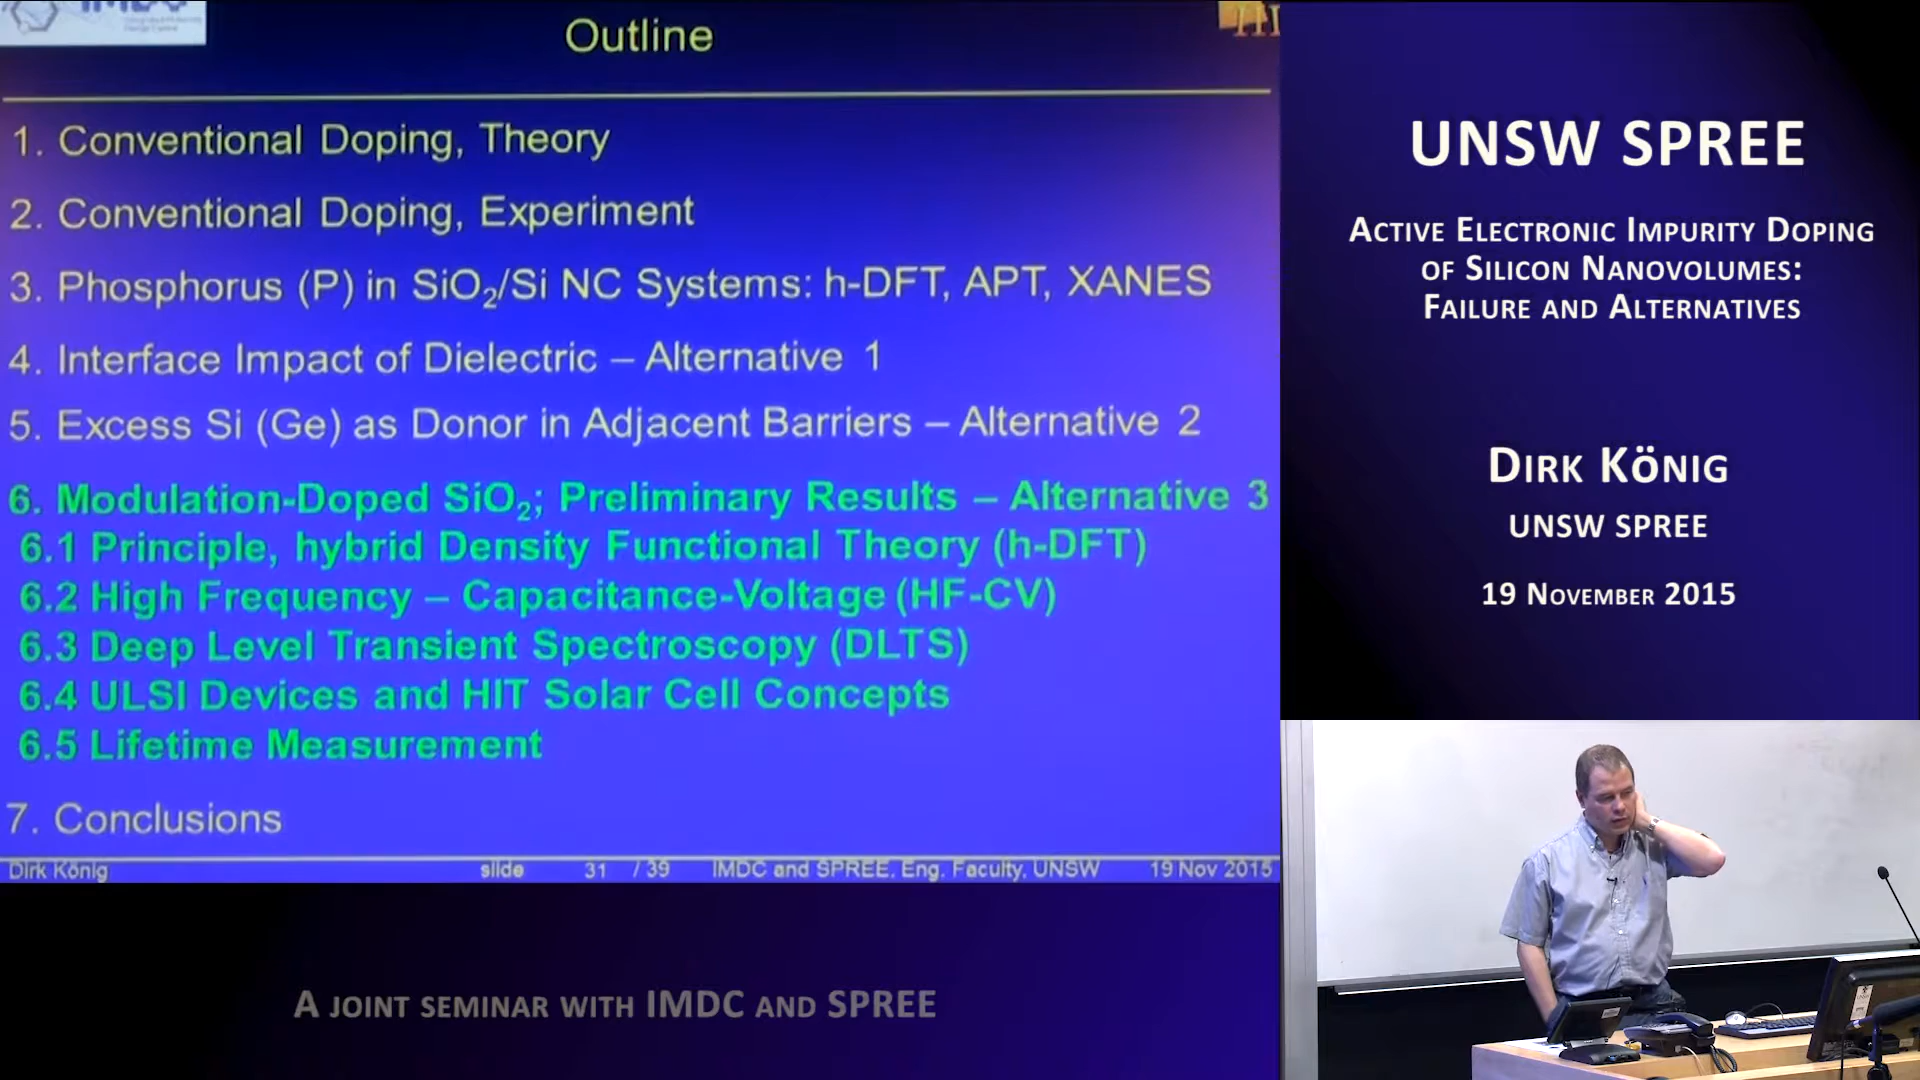 Outline
1. Conventional Doping, Theory
2. Conventional Doping, Experiment
3. Phosphorus (P) in SiO₂/Si NC Systems: h-DFT, APT, XANES
4. Interface Impact of Dielectric – Alternative 1
5. Excess Si (Ge) as Donor in Adjacent Barriers – Alternative 2
6. Modulation-Doped SiO₂; Preliminary Results – Alternative 3
6.1 Principle, hybrid Density Functional Theory (h-DFT)
6.2 High Frequency – Capacitance-Voltage (HF-CV)
6.3 Deep Level Transient Spectroscopy (DLTS)
6.4 ULSI Devices and HIT Solar Cell Concepts
6.5 Lifetime Measurement
7. Conclusions
Dirk König slide 31 / 39 IMDC and SPREE, Eng. Faculty, UNSW 19 Nov 2015
A JOINT SEMINAR WITH IMDC AND SPREE
UNSW SPREE
ACTIVE ELECTRONIC IMPURITY DOPING
OF SILICON NANOVOLUMES:
FAILURE AND ALTERNATIVES
DIRK KÖNIG
UNSW SPREE
19 NOVEMBER 2015